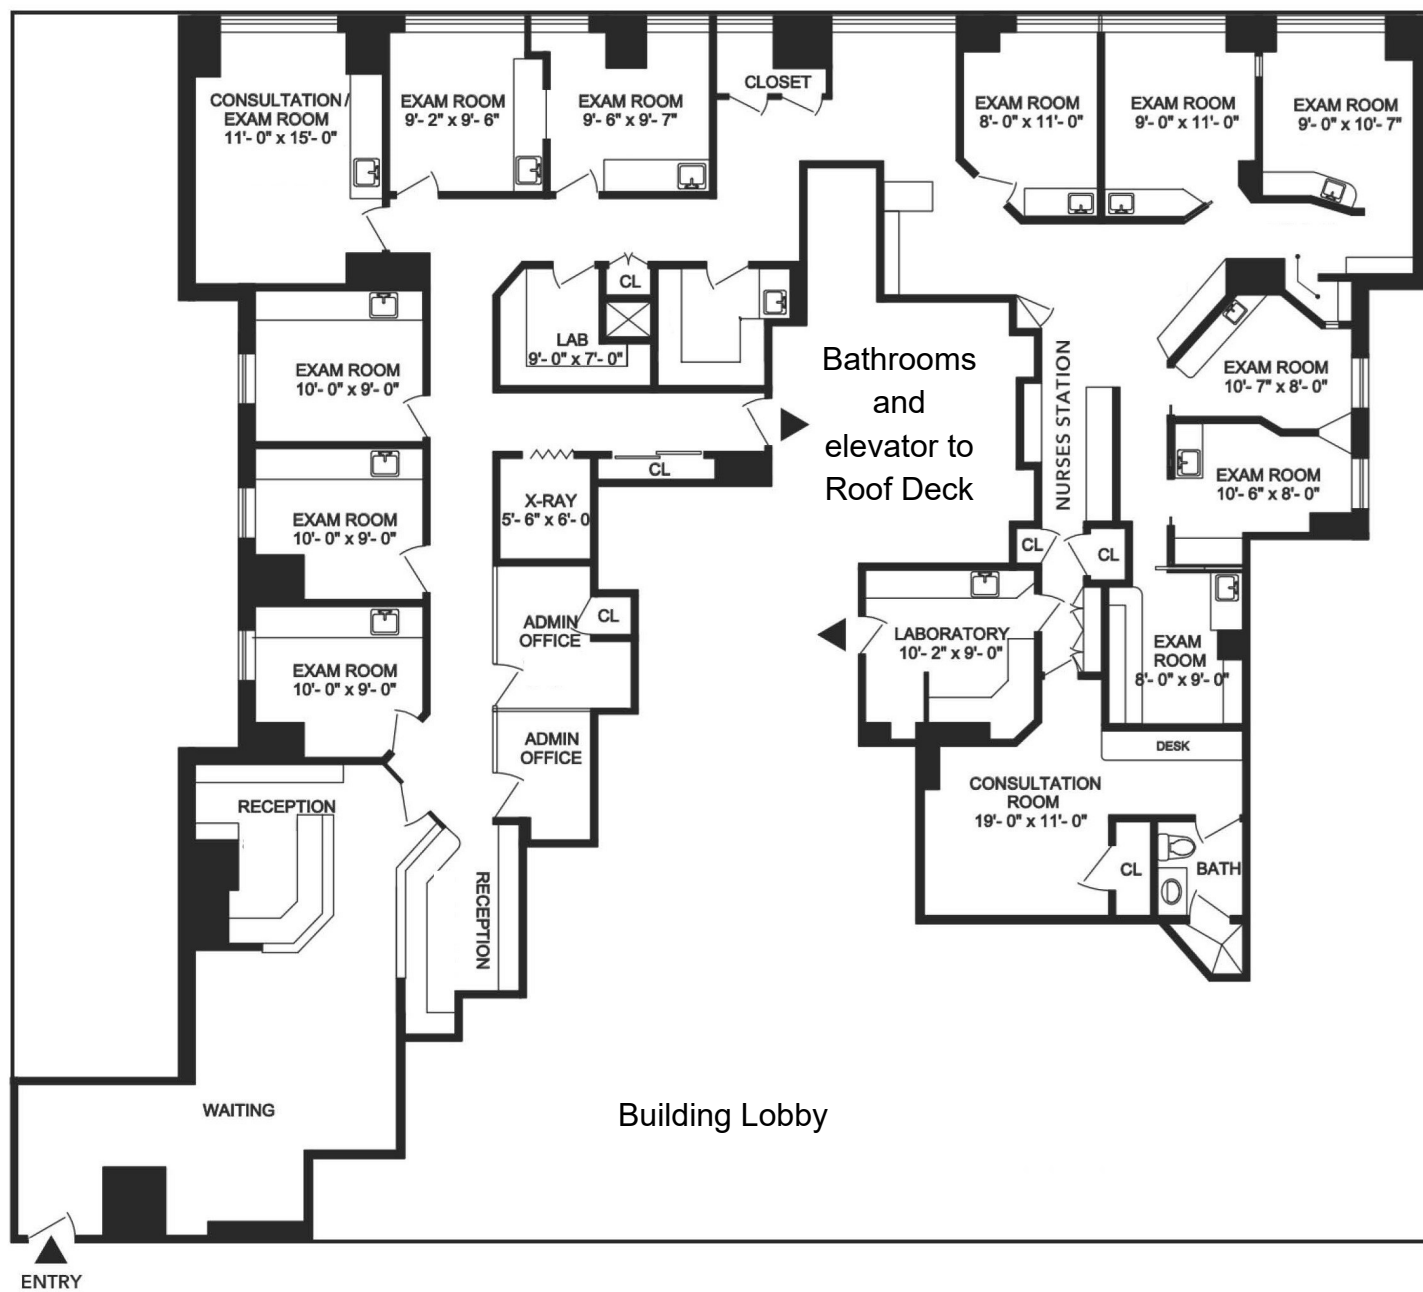 CLOSET
CONSULTATION/
EXAM ROOM
11'- 0" x 15'- 0"
EXAM ROOM
9'- 2" x 9'- 6"
EXAM ROOM
9'- 6" x 9'- 7"
EXAM ROOM
8'- 0" x 11'- 0"
EXAM ROOM
9'- 0" x 11'- 0"
EXAM ROOM
9'- 0" x 10'- 7"
CL
LAB
9'- 0" x 7'- 0"
EXAM ROOM
10'- 0" x 9'- 0"
Bathrooms
and
elevator to
Roof Deck
NURSES STATION
EXAM ROOM
10'- 7" x 8'- 0"
CL
X-RAY
5'- 6" x 6'- 0
EXAM ROOM
10'- 6" x 8'- 0"
EXAM ROOM
10'- 0" x 9'- 0"
CL
CL
ADMIN
OFFICE
CL
LABORATORY
10'- 2" x 9'- 0"
EXAM
ROOM
8'- 0" x 9'- 0"
EXAM ROOM
10'- 0" x 9'- 0"
ADMIN
OFFICE
DESK
CONSULTATION
ROOM
19'- 0" x 11'- 0"
RECEPTION
RECEPTION
CL
BATH
WAITING
Building Lobby
ENTRY